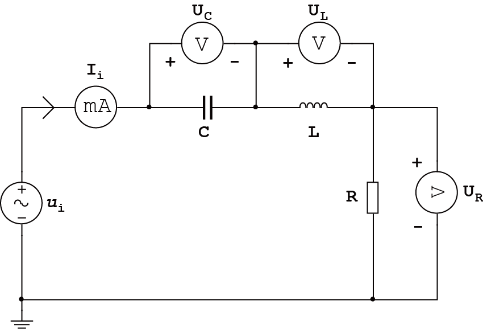 U_C U_L
V V
+ - + -
I_i
mA
C L
+
+
~
-
u_i
R
V
U_R
-